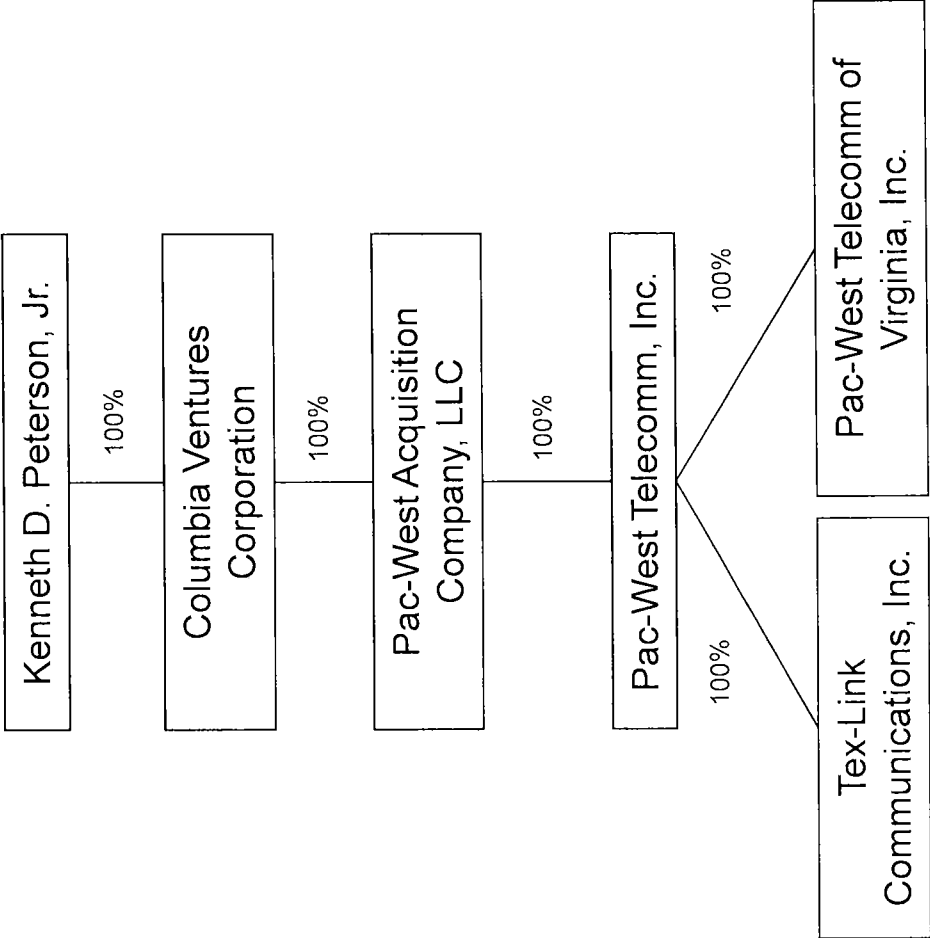 Kenneth D. Peterson, Jr.
100%
Columbia Ventures
Corporation
100%
Pac-West Acquisition
Company, LLC
100%
Pac-West Telecomm, Inc.
100%
100%
Tex-Link
Communications, Inc.
Pac-West Telecomm of
Virginia, Inc.